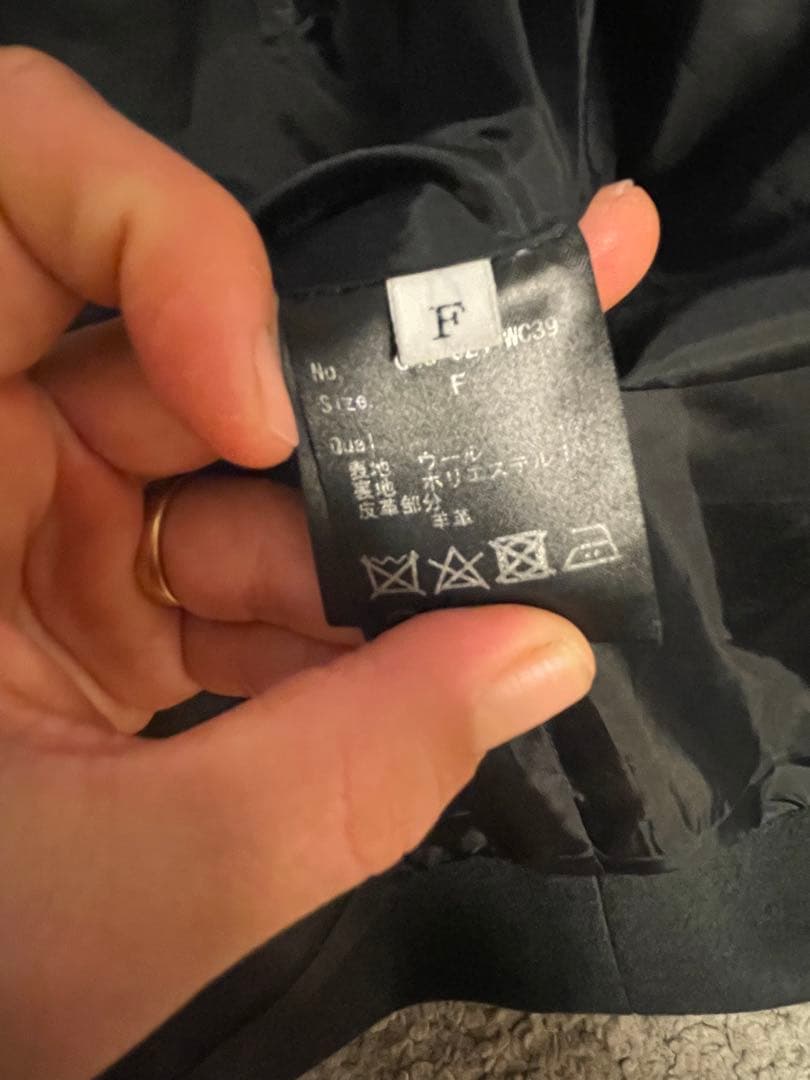 F
No. WC39
Size. F
Qual
表地 ウール
裏地 ポリエステル
皮革部分
羊革